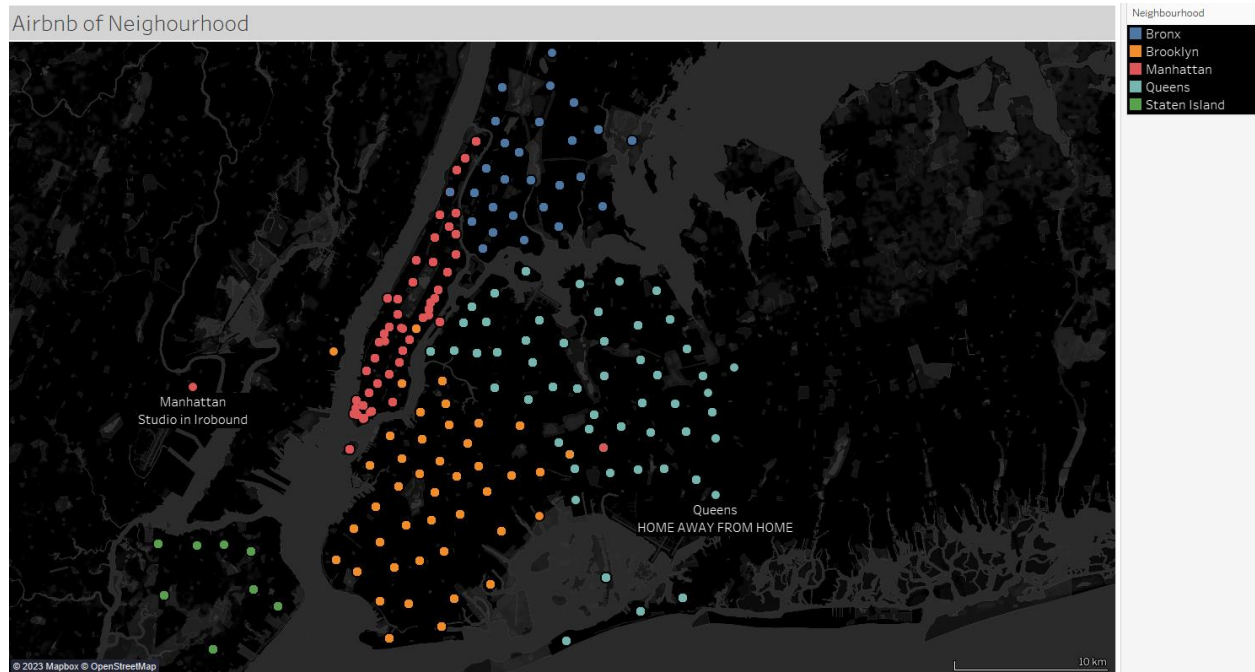 Airbnb of Neighourhood
Neighbourhood
Bronx
Brooklyn
Manhattan
Queens
Staten Island
Manhattan
Studio in Irobound
Queens
HOME AWAY FROM HOME
© 2023 Mapbox © OpenStreetMap
10 km